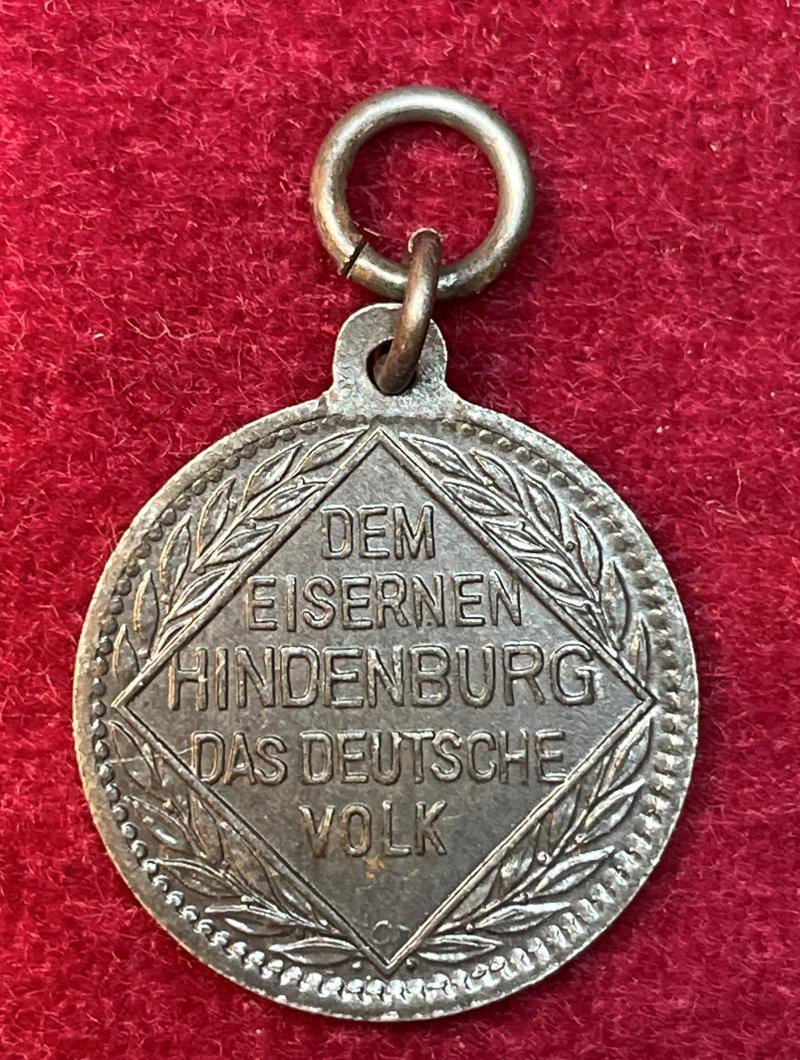 DEM
EISERNEN
HINDENBURG
DAS DEUTSCHE
VOLK